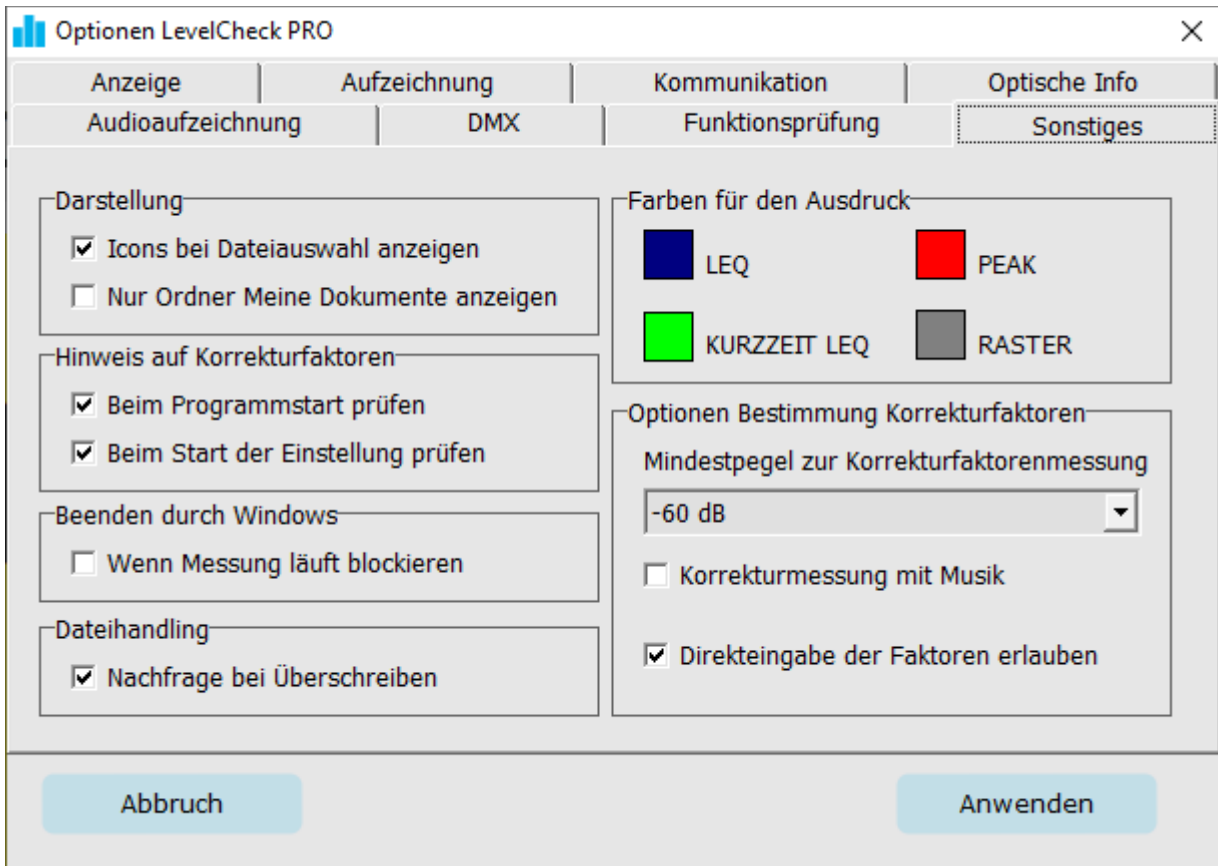 Optionen LevelCheck PRO
Anzeige Aufzeichnung Kommunikation Optische Info
Audioaufzeichnung DMX Funktionsprüfung Sonstiges
Darstellung
Icons bei Dateiauswahl anzeigen
Nur Ordner Meine Dokumente anzeigen
Hinweis auf Korrekturfaktoren
Beim Programmstart prüfen
Beim Start der Einstellung prüfen
Beenden durch Windows
Wenn Messung läuft blockieren
Dateihandling
Nachfrage bei Überschreiben
Farben für den Ausdruck
LEQ PEAK
KURZZEIT LEQ RASTER
Optionen Bestimmung Korrekturfaktoren
Mindestpegel zur Korrekturfaktorenmessung
-60 dB
Korrekturmessung mit Musik
Direkteingabe der Faktoren erlauben
Abbruch Anwenden